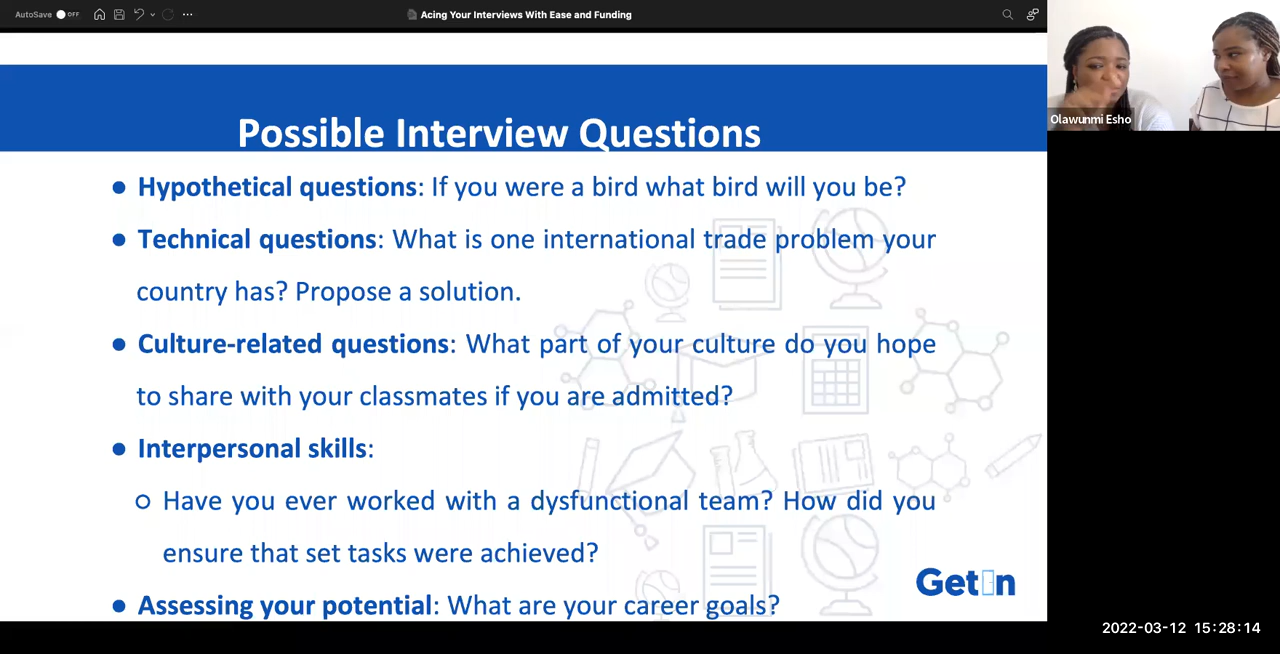 AutoSave OFF
Acing Your Interviews With Ease and Funding
Olawunmi Esho
Possible Interview Questions
● Hypothetical questions: If you were a bird what bird will you be?
● Technical questions: What is one international trade problem your
country has? Propose a solution.
● Culture-related questions: What part of your culture do you hope
to share with your classmates if you are admitted?
● Interpersonal skills:
○ Have you ever worked with a dysfunctional team? How did you
ensure that set tasks were achieved?
● Assessing your potential: What are your career goals?
GetIn
2022-03-12 15:28:14